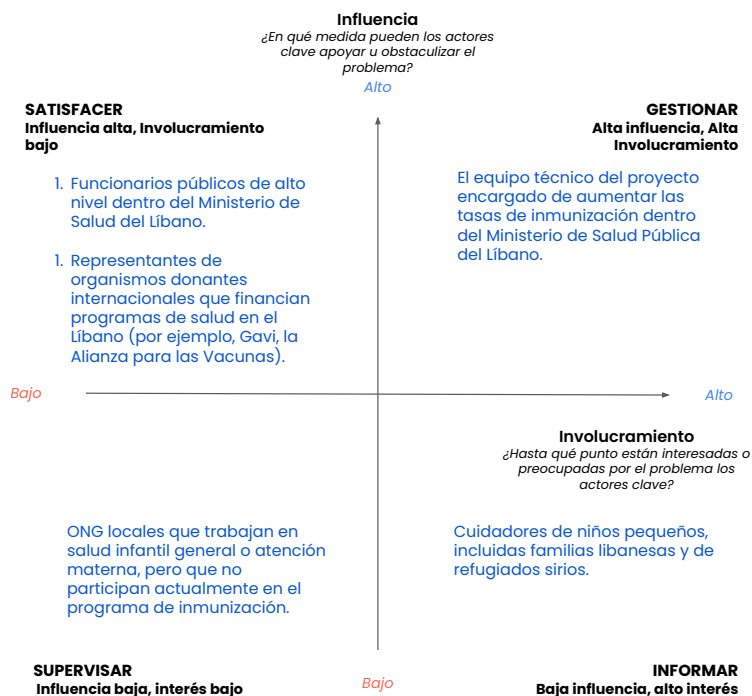 Influencia
¿En qué medida pueden los actores
clave apoyar u obstaculizar el
problema?
Alto
SATISFACER
Influencia alta, Involucramiento
bajo
GESTIONAR
Alta influencia, Alta
Involucramiento
1. Funcionarios públicos de alto
nivel dentro del Ministerio de
Salud del Líbano.
1. Representantes de
organismos donantes
internacionales que financian
programas de salud en el
Líbano (por ejemplo, Gavi, la
Alianza para las Vacunas).
El equipo técnico del proyecto
encargado de aumentar las
tasas de inmunización dentro
del Ministerio de Salud Pública
del Líbano.
Bajo
Alto
Involucramiento
¿Hasta qué punto están interesadas o
preocupadas por el problema los
actores clave?
ONG locales que trabajan en
salud infantil general o atención
materna, pero que no
participan actualmente en el
programa de inmunización.
Cuidadores de niños pequeños,
incluidas familias libanesas y de
refugiados sirios.
SUPERVISAR
Influencia baja, interés bajo
Bajo
INFORMAR
Baja influencia, alto interés